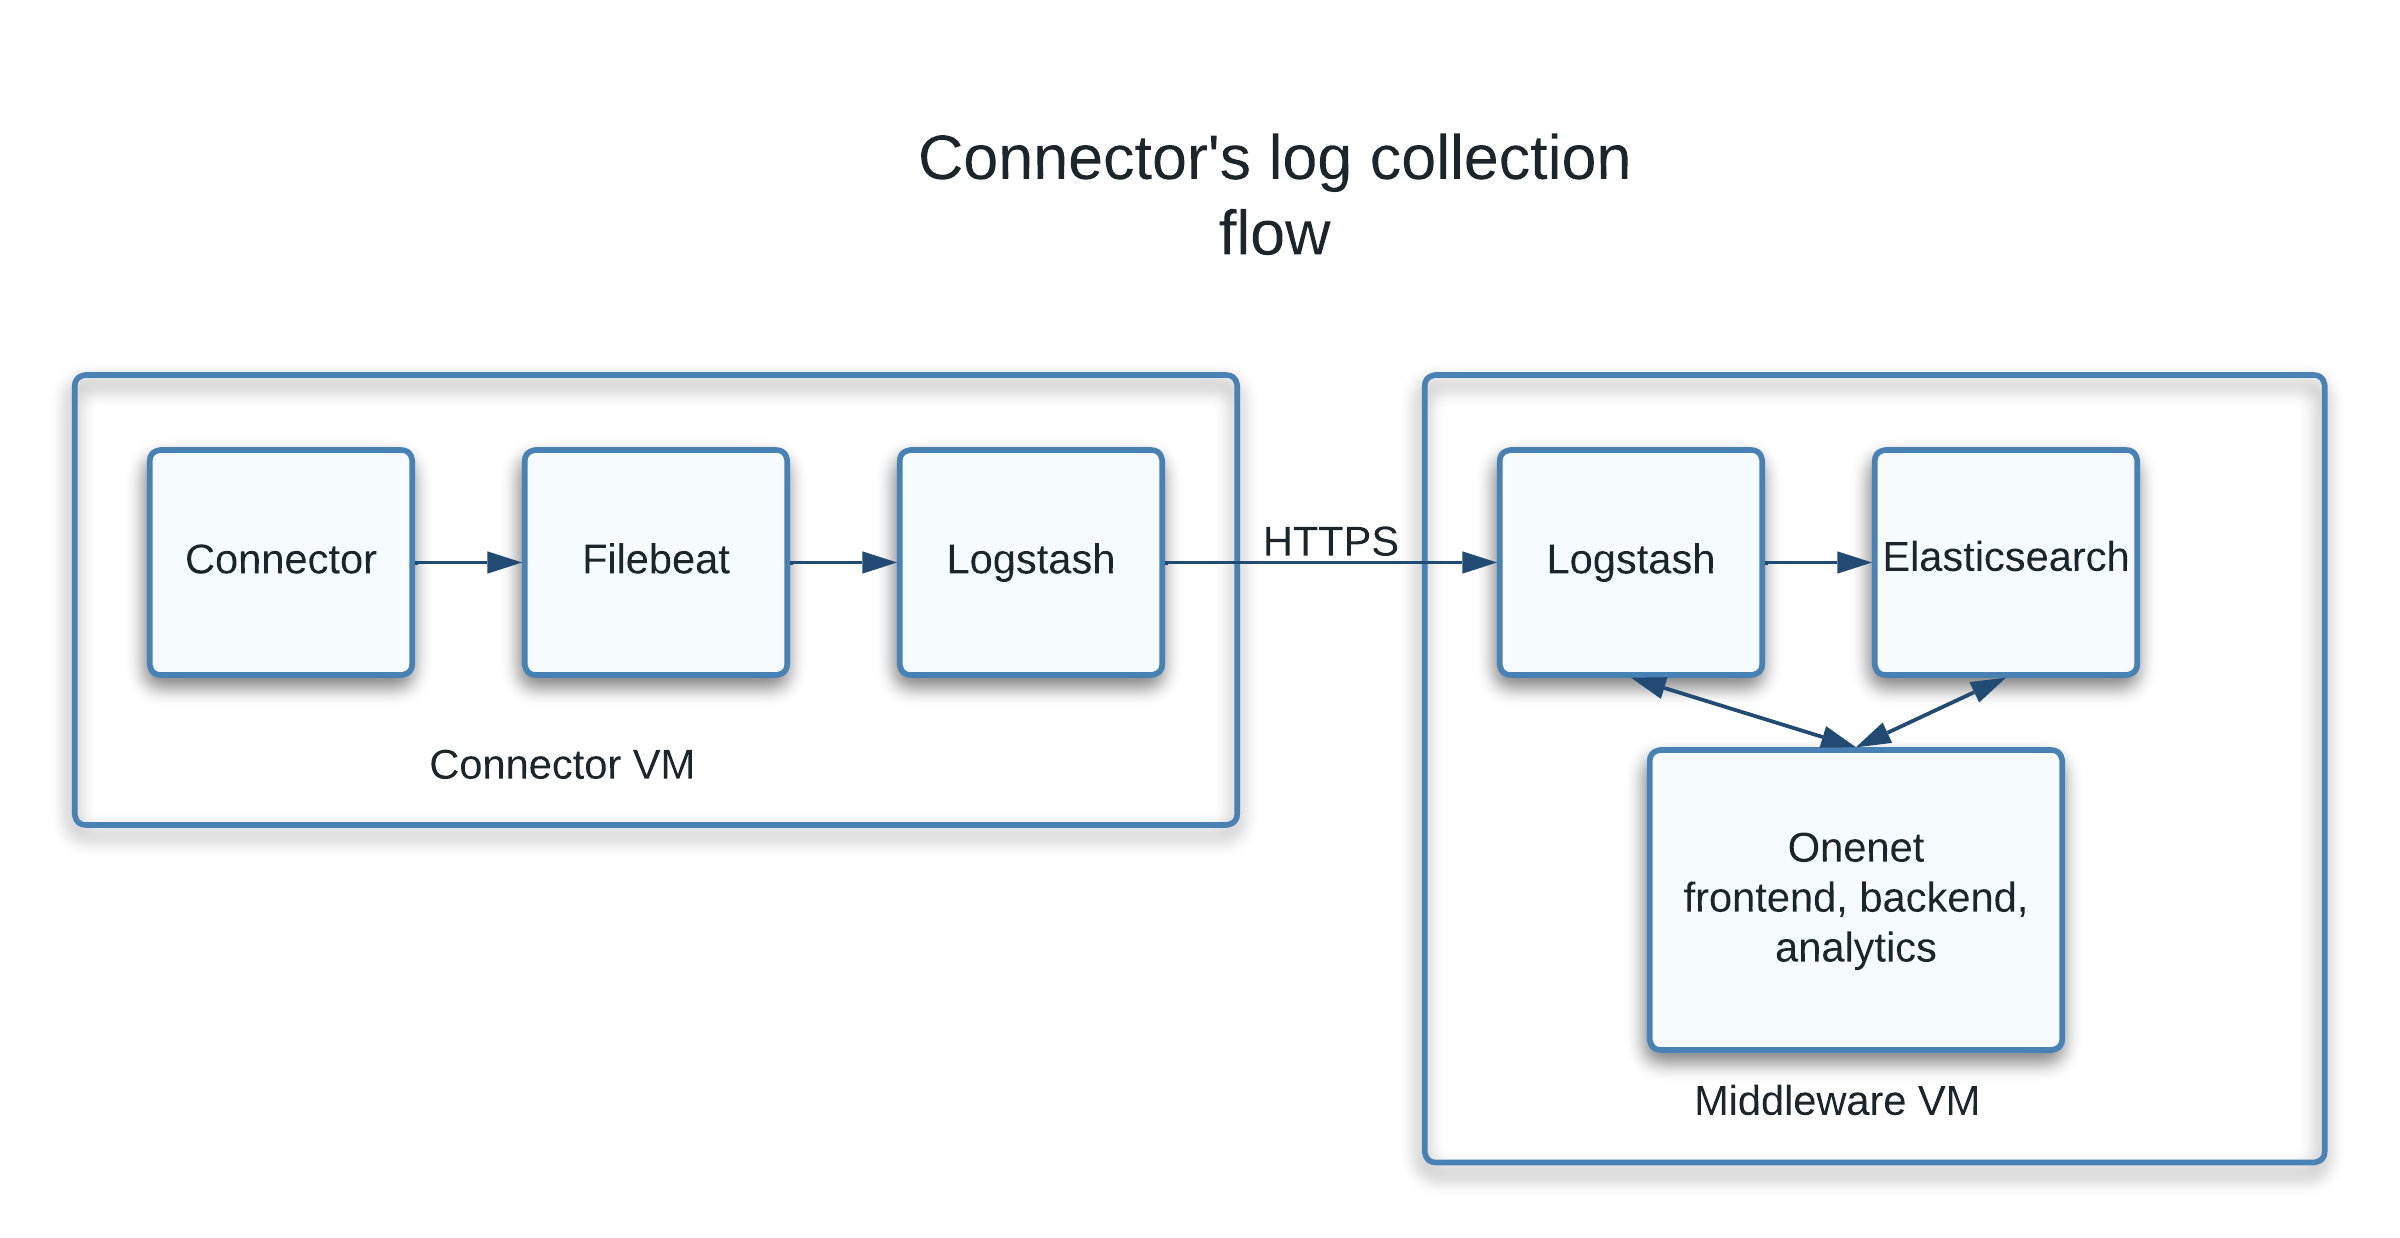 Connector's log collection
flow
Connector
Filebeat
Logstash
HTTPS
Logstash
Elasticsearch
Connector VM
Onenet
frontend, backend,
analytics
Middleware VM